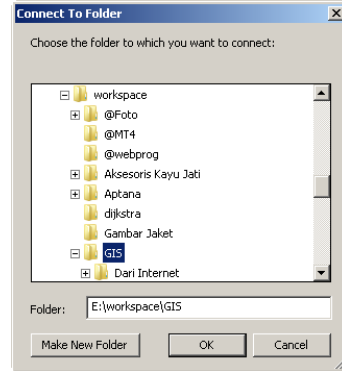 Connect To Folder
Choose the folder to which you want to connect:
workspace
@Foto
@MT4
@webprog
Aksesoris Kayu Jati
Aptana
dijkstra
Gambar Jaket
GIS
Dari Internet
Folder: E:\workspace\GIS
Make New Folder OK Cancel